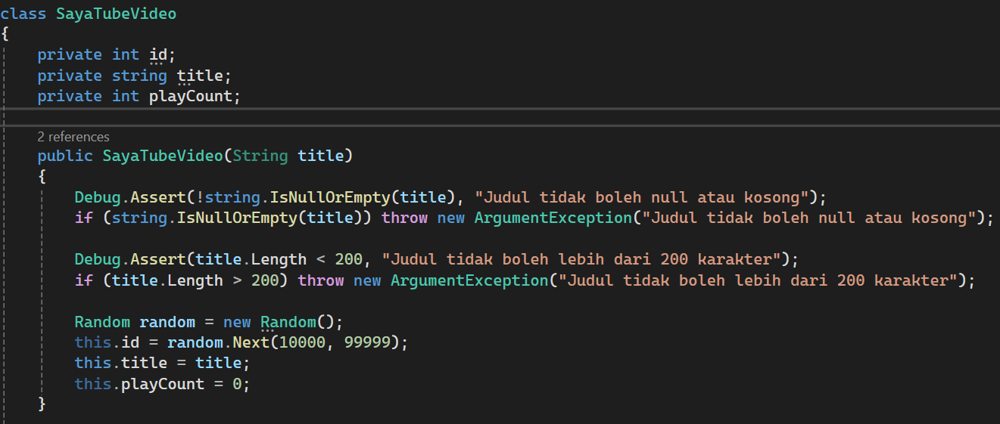 class SayaTubeVideo
{
    private int id;
    private string title;
    private int playCount;

    2 references
    public SayaTubeVideo(String title)
    {
        Debug.Assert(!string.IsNullOrEmpty(title), "Judul tidak boleh null atau kosong");
        if (string.IsNullOrEmpty(title)) throw new ArgumentException("Judul tidak boleh null atau kosong");

        Debug.Assert(title.Length < 200, "Judul tidak boleh lebih dari 200 karakter");
        if (title.Length > 200) throw new ArgumentException("Judul tidak boleh lebih dari 200 karakter");

        Random random = new Random();
        this.id = random.Next(10000, 99999);
        this.title = title;
        this.playCount = 0;
    }